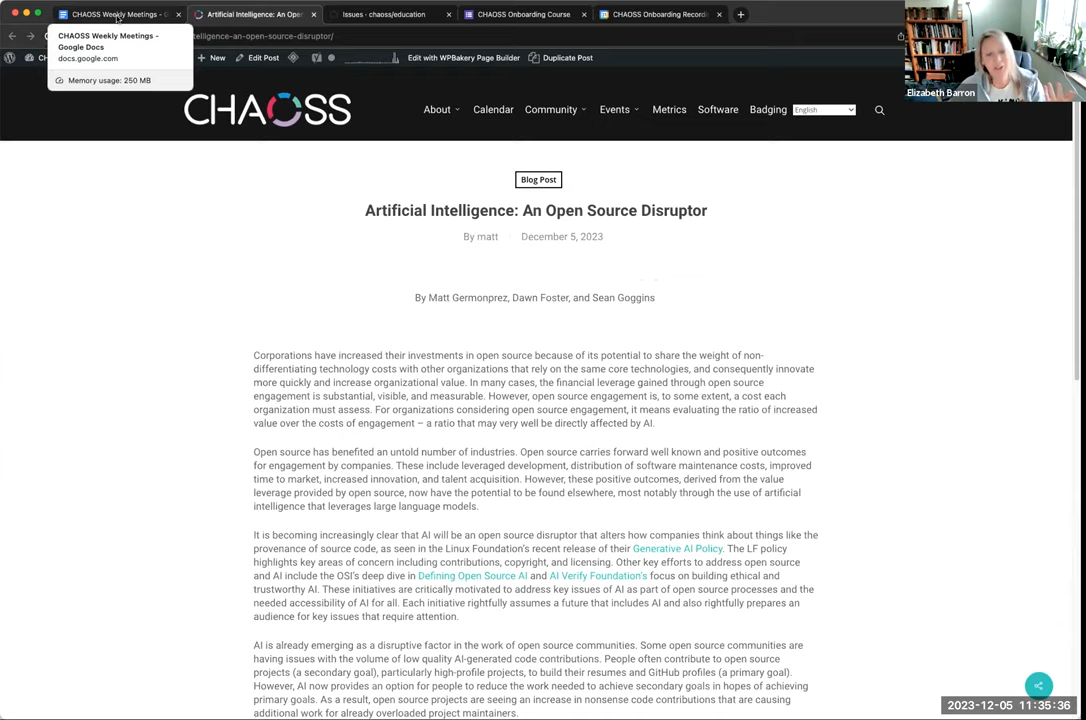 CHAOSS Weekly Meetings - G
Artificial Intelligence: An Ope
Issues · chaoss/education
CHAOSS Onboarding Course
CHAOSS Onboarding Record
CHAOSS Weekly Meetings -
Google Docs
docs.google.com
Memory usage: 250 MB
telligence-an-open-source-disruptor/
CH
New
Edit Post
Edit with WPBakery Page Builder
Duplicate Post
Elizabeth Barron
CHAOSS
About
Calendar
Community
Events
Metrics
Software
Badging
English
Blog Post
Artificial Intelligence: An Open Source Disruptor
By matt
December 5, 2023
By Matt Germonprez, Dawn Foster, and Sean Goggins
Corporations have increased their investments in open source because of its potential to share the weight of non-
differentiating technology costs with other organizations that rely on the same core technologies, and consequently innovate
more quickly and increase organizational value. In many cases, the financial leverage gained through open source
engagement is substantial, visible, and measurable. However, open source engagement is, to some extent, a cost each
organization must assess. For organizations considering open source engagement, it means evaluating the ratio of increased
value over the costs of engagement – a ratio that may very well be directly affected by AI.
Open source has benefited an untold number of industries. Open source carries forward well known and positive outcomes
for engagement by companies. These include leveraged development, distribution of software maintenance costs, improved
time to market, increased innovation, and talent acquisition. However, these positive outcomes, derived from the value
leverage provided by open source, now have the potential to be found elsewhere, most notably through the use of artificial
intelligence that leverages large language models.
It is becoming increasingly clear that AI will be an open source disruptor that alters how companies think about things like the
provenance of source code, as seen in the Linux Foundation's recent release of their Generative AI Policy. The LF policy
highlights key areas of concern including contributions, copyright, and licensing. Other key efforts to address open source
and AI include the OSI's deep dive in Defining Open Source AI and AI Verify Foundation's focus on building ethical and
trustworthy AI. These initiatives are critically motivated to address key issues of AI as part of open source processes and the
needed accessibility of AI for all. Each initiative rightfully assumes a future that includes AI and also rightfully prepares an
audience for key issues that require attention.
AI is already emerging as a disruptive factor in the work of open source communities. Some open source communities are
having issues with the volume of low quality AI-generated code contributions. People often contribute to open source
projects (a secondary goal), particularly high-profile projects, to build their resumes and GitHub profiles (a primary goal).
However, AI now provides an option for people to reduce the work needed to achieve secondary goals in hopes of achieving
primary goals. As a result, open source projects are seeing an increase in nonsense code contributions that are causing
additional work for already overloaded project maintainers.
2023-12-05 11:35:36